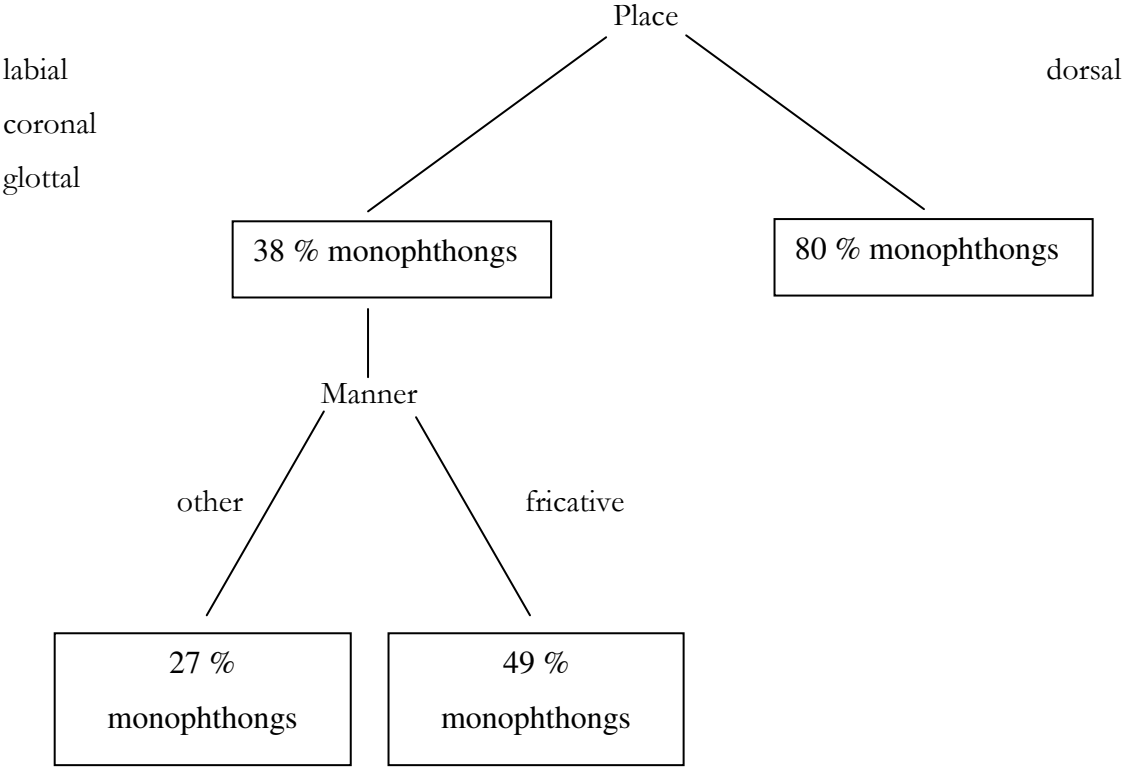 Place
labial
dorsal
coronal
glottal
38 % monophthongs
80 % monophthongs
Manner
other
fricative
27 %
monophthongs
49 %
monophthongs